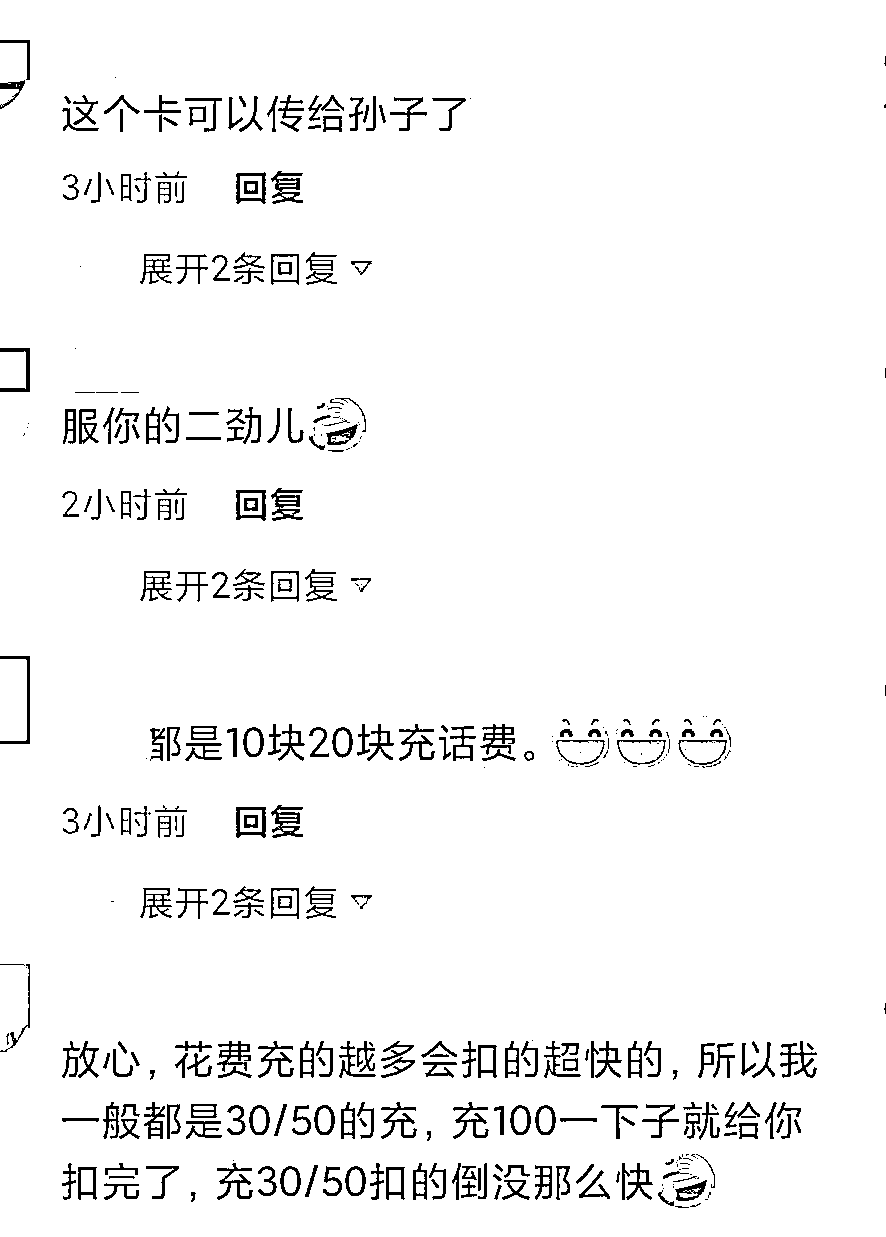 这个卡可以传给孙子了
3小时前 回复
展开2条回复
服你的二劲儿
2小时前 回复
展开2条回复
都是10块20块充话费。
3小时前 回复
展开2条回复
放心，花费充的越多会扣的超快的，所以我
一般都是30/50的充，充100一下子就给你
扣完了，充30/50扣的倒没那么快